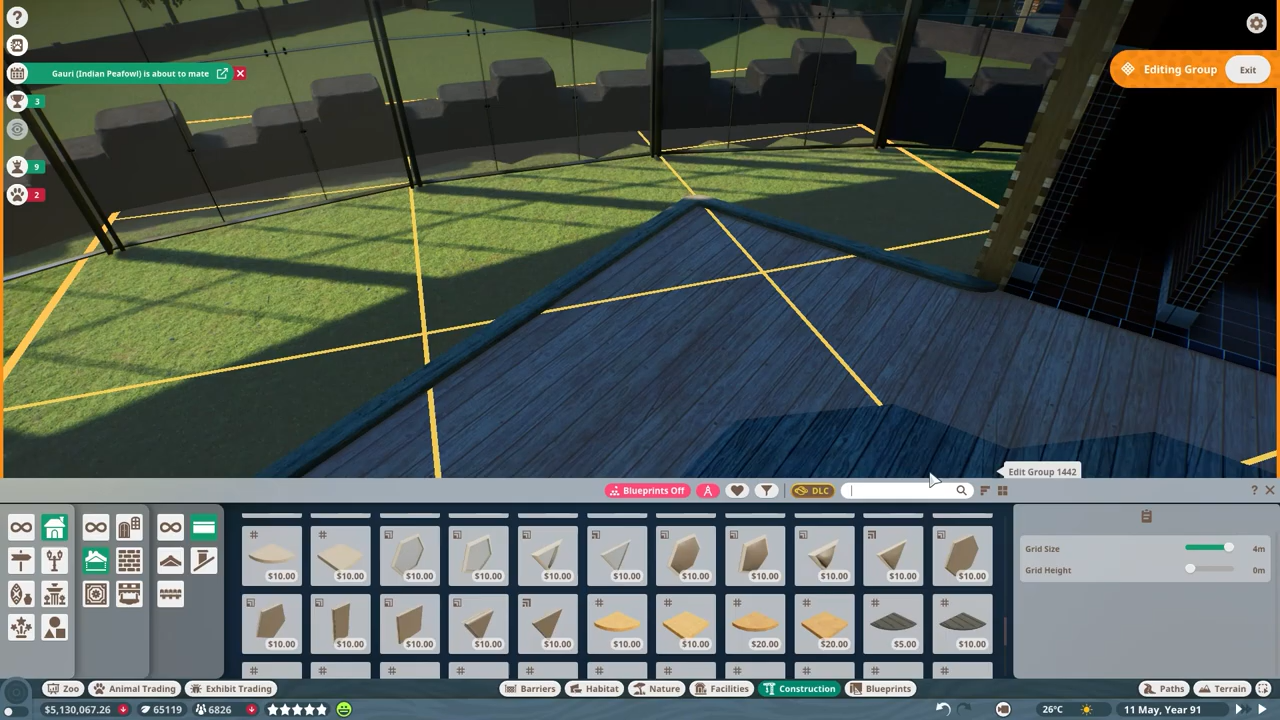 ?
Gauri (Indian Peafowl) is about to mate
3
9
2
Editing Group
Exit
Edit Group 1442
Blueprints Off
DLC
?
$10.00 $10.00 $10.00 $10.00 $10.00 $10.00 $10.00 $10.00 $10.00 $10.00 $10.00
$10.00 $10.00 $10.00 $10.00 $10.00 $10.00 $10.00 $20.00 $20.00 $5.00 $10.00
Grid Size 4m
Grid Height 0m
Zoo Animal Trading Exhibit Trading Barriers Habitat Nature Facilities Construction Blueprints Paths Terrain
$5,130,067.26 65119 6826 26°C 11 May, Year 91